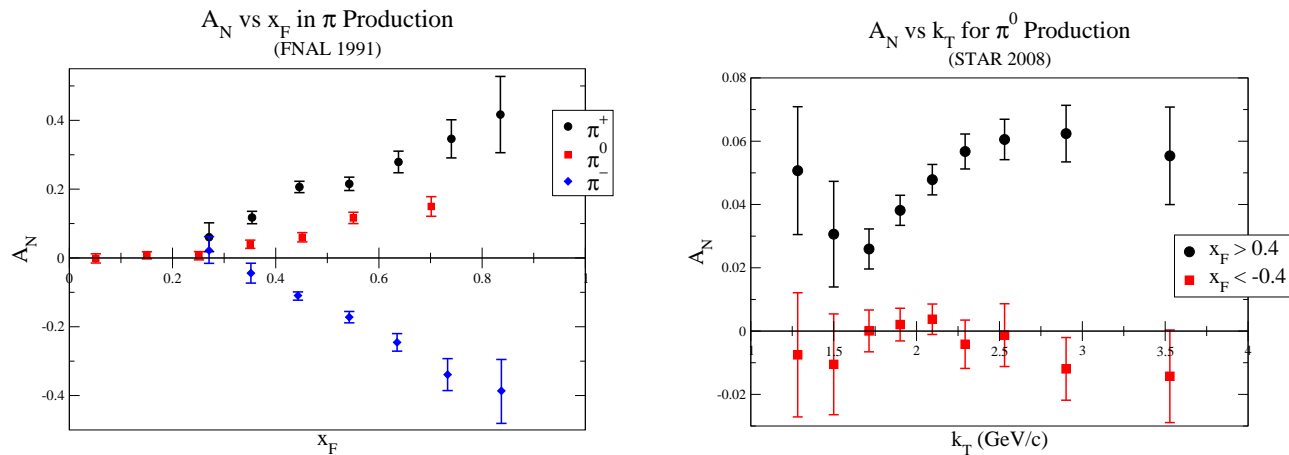 A_N vs x_F in π Production
(FNAL 1991)
0.4
0.2
0
-0.2
-0.4
A_N
0
0.2
0.4
0.6
0.8
1
x_F
π^+
π^0
π^-
A_N vs k_T for π^0 Production
(STAR 2008)
0.08
0.06
0.04
0.02
0
-0.02
A_N
1
1.5
2
2.5
3
3.5
4
k_T (GeV/c)
x_F > 0.4
x_F < -0.4